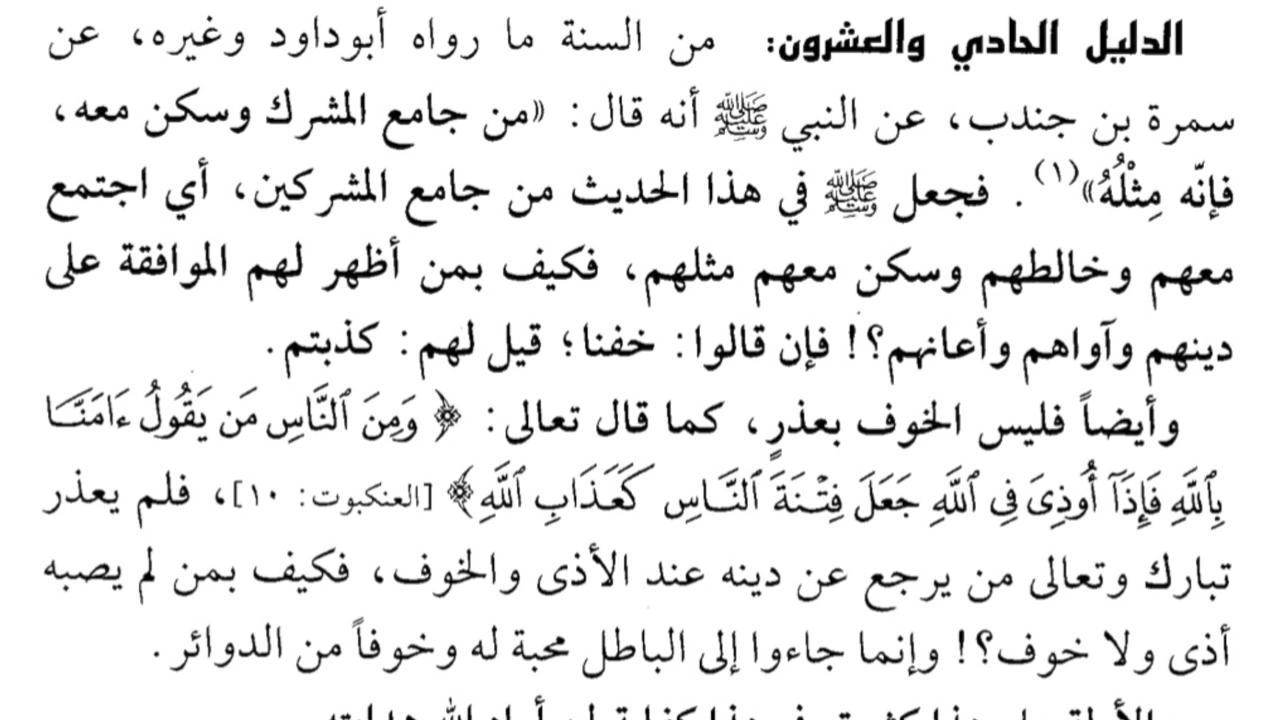 الدليل الحادي والعشرون: من السنة ما رواه أبوداود وغيره، عن
سمرة بن جندب، عن النبي ﷺ أنه قال: «من جامع المشرك وسكن معه،
فإنّه مِثْلُهُ»(١). فجعل ﷺ في هذا الحديث من جامع المشركين، أي اجتمع
معهم وخالطهم وسكن معهم مثلهم، فكيف بمن أظهر لهم الموافقة على
دينهم وآواهم وأعانهم؟! فإن قالوا: خفنا؛ قيل لهم: كذبتم.
وأيضاً فليس الخوف بعذرٍ، كما قال تعالى: ﴿ وَمِنَ ٱلنَّاسِ مَن يَقُولُ ءَامَنَّا
بِٱللَّهِ فَإِذَآ أُوذِىَ فِى ٱللَّهِ جَعَلَ فِتْنَةَ ٱلنَّاسِ كَعَذَابِ ٱللَّهِ﴾ [العنكبوت: ١٠]، فلم يعذر
تبارك وتعالى من يرجع عن دينه عند الأذى والخوف، فكيف بمن لم يصبه
أذى ولا خوف؟! وإنما جاءوا إلى الباطل محبة له وخوفاً من الدوائر.